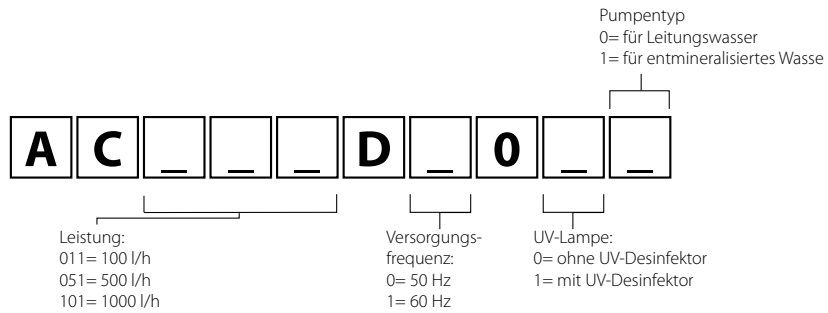 Pumpentyp
0= für Leitungswasser
1= für entmineralisiertes Wasse
A C _ _ _ D _ 0 _ _
Leistung:
011= 100 l/h
051= 500 l/h
101= 1000 l/h
Versorgungs-
frequenz:
0= 50 Hz
1= 60 Hz
UV-Lampe:
0= ohne UV-Desinfektor
1= mit UV-Desinfektor